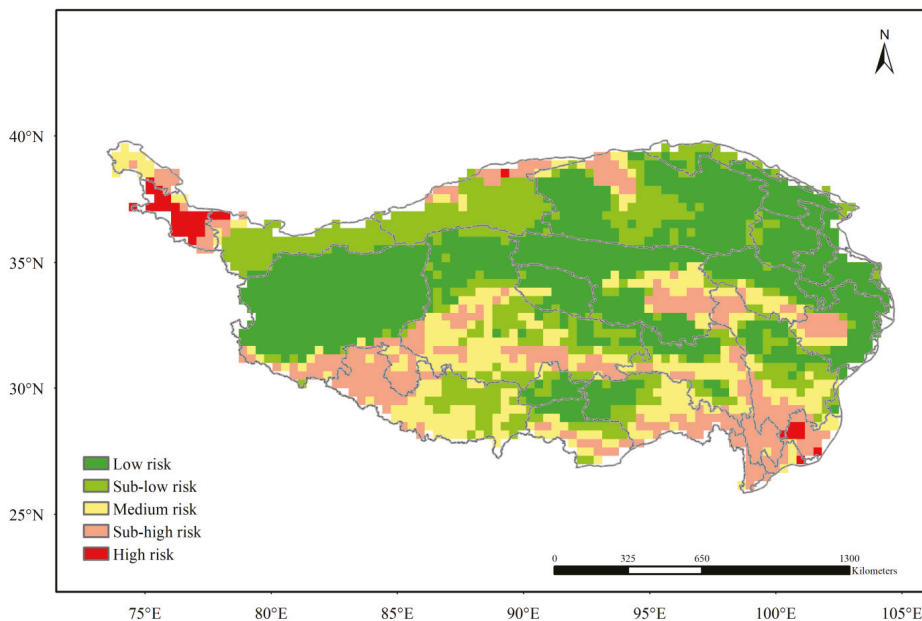 N
40°N
35°N
30°N
25°N
Low risk
Sub-low risk
Medium risk
Sub-high risk
High risk
0 325 650 1300
Kilometers
75°E 80°E 85°E 90°E 95°E 100°E 105°E